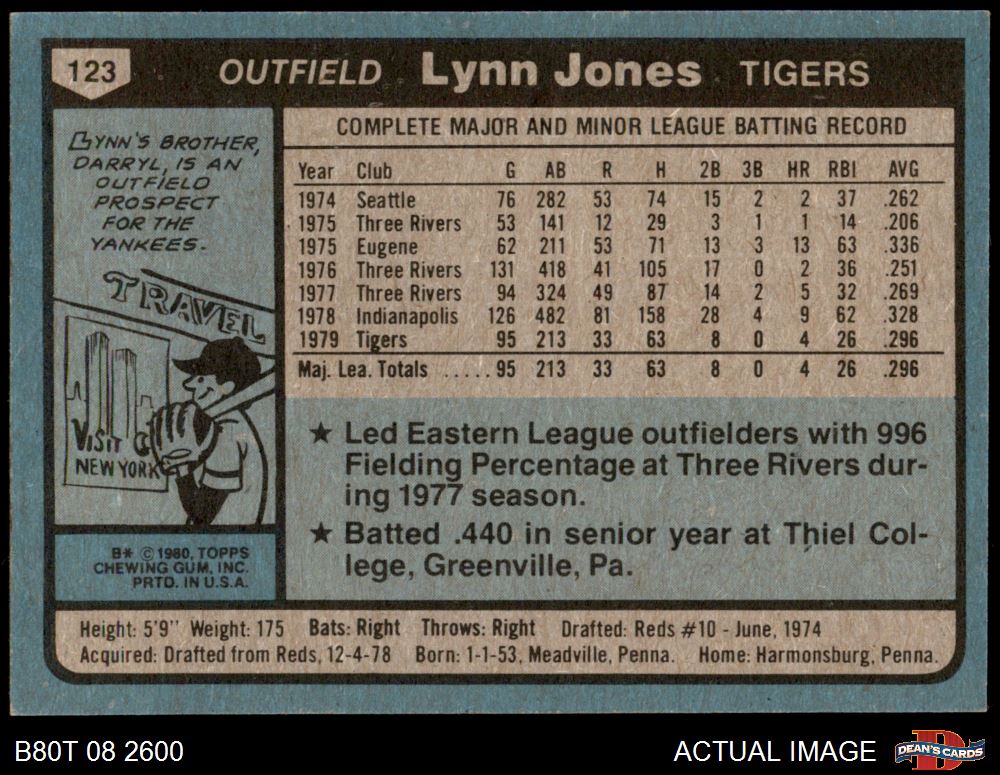 123 OUTFIELD Lynn Jones TIGERS
LYNN'S BROTHER,
DARRYL, IS AN
OUTFIELD
PROSPECT
FOR THE
YANKEES.
TRAVEL
VISIT
NEW YORK
B* © 1980, TOPPS
CHEWING GUM, INC.
PRTD. IN U.S.A.
COMPLETE MAJOR AND MINOR LEAGUE BATTING RECORD
Year Club G AB R H 2B 3B HR RBI AVG
1974 Seattle 76 282 53 74 15 2 2 37 .262
1975 Three Rivers 53 141 12 29 3 1 1 14 .206
1975 Eugene 62 211 53 71 13 3 13 63 .336
1976 Three Rivers 131 418 41 105 17 0 2 36 .251
1977 Three Rivers 94 324 49 87 14 2 5 32 .269
1978 Indianapolis 126 482 81 158 28 4 9 62 .328
1979 Tigers 95 213 33 63 8 0 4 26 .296
Maj. Lea. Totals ..... 95 213 33 63 8 0 4 26 .296
★ Led Eastern League outfielders with 996
Fielding Percentage at Three Rivers dur-
ing 1977 season.
★ Batted .440 in senior year at Thiel Col-
lege, Greenville, Pa.
Height: 5'9" Weight: 175 Bats: Right Throws: Right Drafted: Reds #10 - June, 1974
Acquired: Drafted from Reds, 12-4-78 Born: 1-1-53, Meadville, Penna. Home: Harmonsburg, Penna.
B80T 08 2600
ACTUAL IMAGE
DEAN'S CARDS